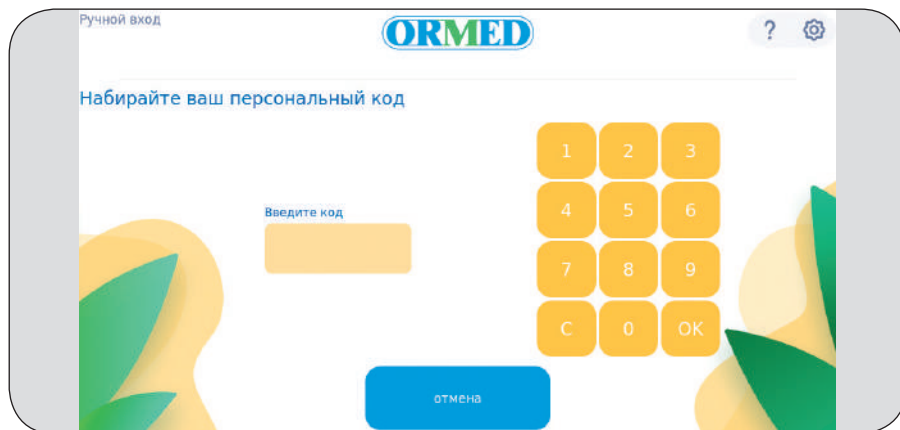 Ручной вход
ORMED
?
Набирайте ваш персональный код
1 2 3
Введите код
4 5 6
7 8 9
C 0 OK
отмена